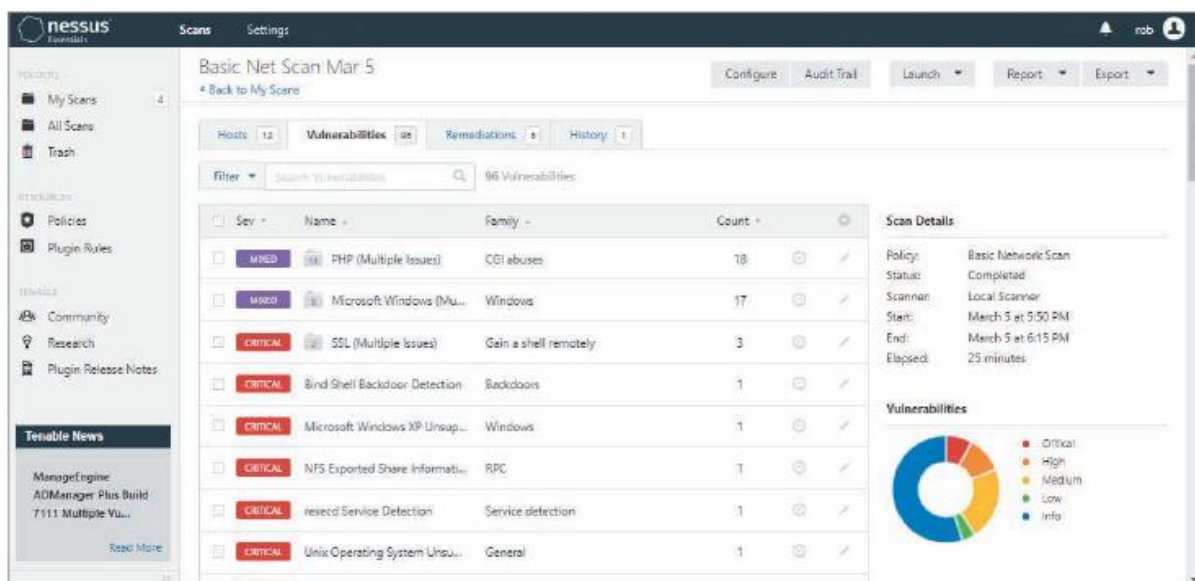 nessus
Essentials
Scans
Settings
rob
FOLDERS
My Scans 4
All Scans
Trash
RESOURCES
Policies
Plugin Rules
TENABLE
Community
Research
Plugin Release Notes
Tenable News
ManageEngine
ADManager Plus Build
7111 Multiple Vu...
Read More
Basic Net Scan Mar 5
Back to My Scans
Configure
Audit Trail
Launch
Report
Export
Hosts 12
Vulnerabilities 96
Remediations
History 1
Filter
Search Vulnerabilities
96 Vulnerabilities
Sev Name Family Count
MIXED PHP (Multiple Issues) CGI abuses 18
MIXED Microsoft Windows (Mu... Windows 17
CRITICAL SSL (Multiple Issues) Gain a shell remotely 3
CRITICAL Bind Shell Backdoor Detection Backdoors 1
CRITICAL Microsoft Windows XP Unsup... Windows 1
CRITICAL NFS Exported Share Informati... RPC 1
CRITICAL rexecd Service Detection Service detection 1
CRITICAL Unix Operating System Unsu... General 1
Scan Details
Policy: Basic Network Scan
Status: Completed
Scanner: Local Scanner
Start: March 5 at 5:50 PM
End: March 5 at 6:15 PM
Elapsed: 25 minutes
Vulnerabilities
Critical
High
Medium
Low
Info